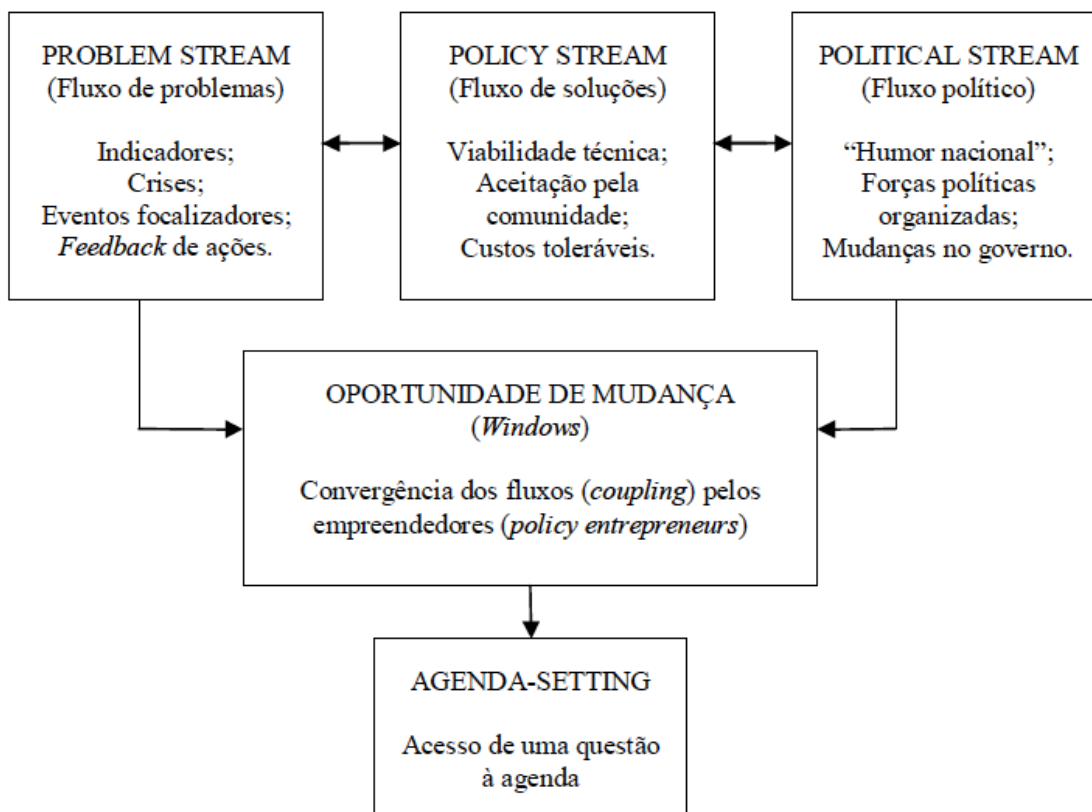 PROBLEM STREAM
(Fluxo de problemas)
Indicadores;
Crises;
Eventos focalizadores;
Feedback de ações.
POLICY STREAM
(Fluxo de soluções)
Viabilidade técnica;
Aceitação pela
comunidade;
Custos toleráveis.
POLITICAL STREAM
(Fluxo político)
“Humor nacional”;
Forças políticas
organizadas;
Mudanças no governo.
OPORTUNIDADE DE MUDANÇA
(Windows)
Convergência dos fluxos (coupling) pelos
empreendedores (policy entrepreneurs)
AGENDA-SETTING
Acesso de uma questão
à agenda